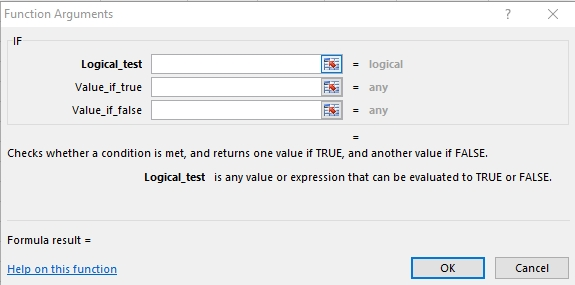 Function Arguments ? ×
IF
Logical_test = logical
Value_if_true = any
Value_if_false = any
=
Checks whether a condition is met, and returns one value if TRUE, and another value if FALSE.
Logical_test is any value or expression that can be evaluated to TRUE or FALSE.
Formula result =
Help on this function OK Cancel